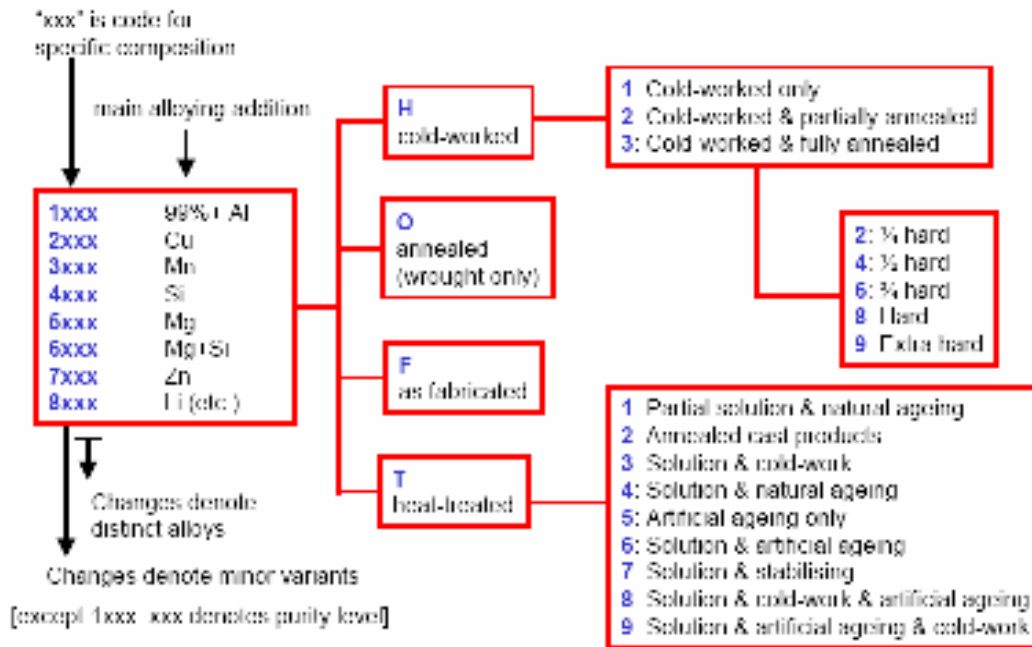 "xxx" is code for
specific composition
main alloying addition
1xxx 99%+ Al
2xxx Cu
3xxx Mn
4xxx Si
5xxx Mg
6xxx Mg+Si
7xxx Zn
8xxx Li (etc.)
Changes denote
distinct alloys
Changes denote minor variants
[except 1xxx xxx denotes purity level]
H
cold-worked
O
annealed
(wrought only)
F
as fabricated
T
heat-treated
1 Cold-worked only
2 Cold-worked & partially annealed
3: Cold worked & fully annealed
2: ¼ hard
4: ½ hard
6: ¾ hard
8 Hard
9 Extra hard
1 Partial solution & natural ageing
2 Annealed cast products
3 Solution & cold-work
4: Solution & natural ageing
5: Artificial ageing only
6: Solution & artificial ageing
7 Solution & stabilising
8 Solution & cold-work & artificial ageing
9 Solution & artificial ageing & cold-work